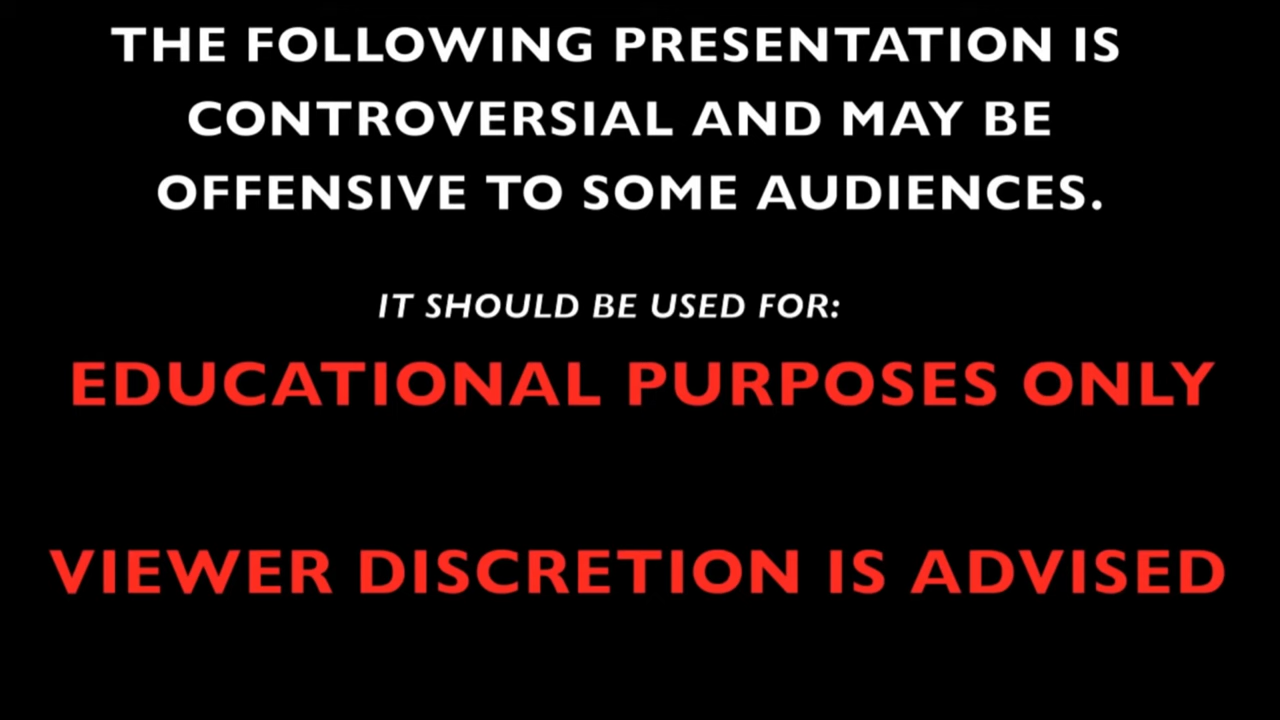 THE FOLLOWING PRESENTATION IS
CONTROVERSIAL AND MAY BE
OFFENSIVE TO SOME AUDIENCES.
IT SHOULD BE USED FOR:
EDUCATIONAL PURPOSES ONLY
VIEWER DISCRETION IS ADVISED